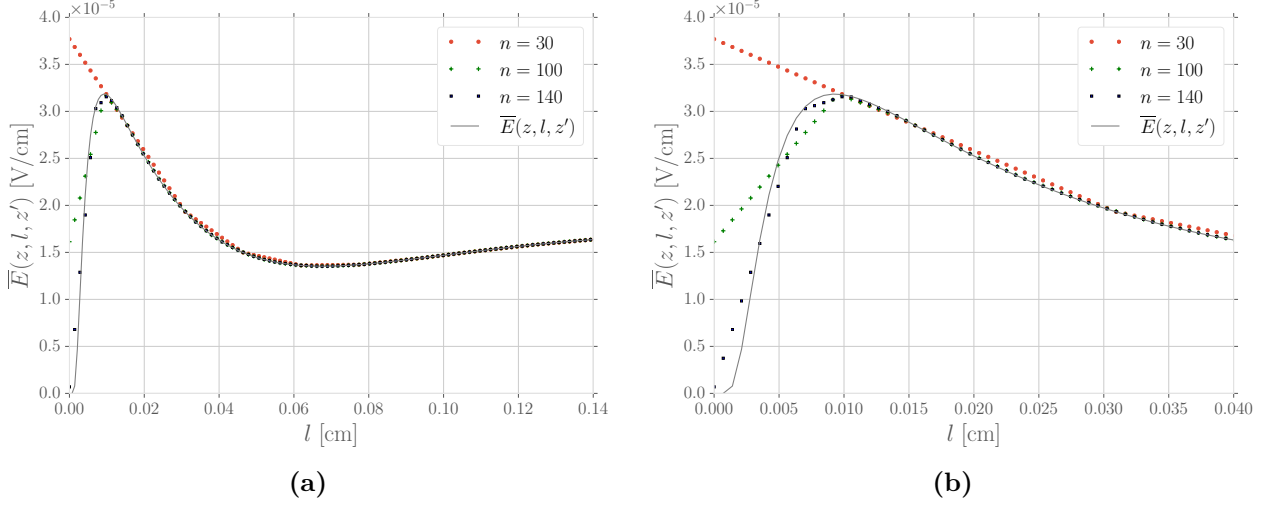 ×10⁻⁵
4.0
3.5
3.0
2.5
2.0
1.5
1.0
0.5
0.0
E̅(z, l, z′) [V/cm]
n = 30
n = 100
n = 140
E̅(z, l, z′)
0.00 0.02 0.04 0.06 0.08 0.10 0.12 0.14
l [cm]
(a)
×10⁻⁵
4.0
3.5
3.0
2.5
2.0
1.5
1.0
0.5
0.0
E̅(z, l, z′) [V/cm]
n = 30
n = 100
n = 140
E̅(z, l, z′)
0.000 0.005 0.010 0.015 0.020 0.025 0.030 0.035 0.040
l [cm]
(b)